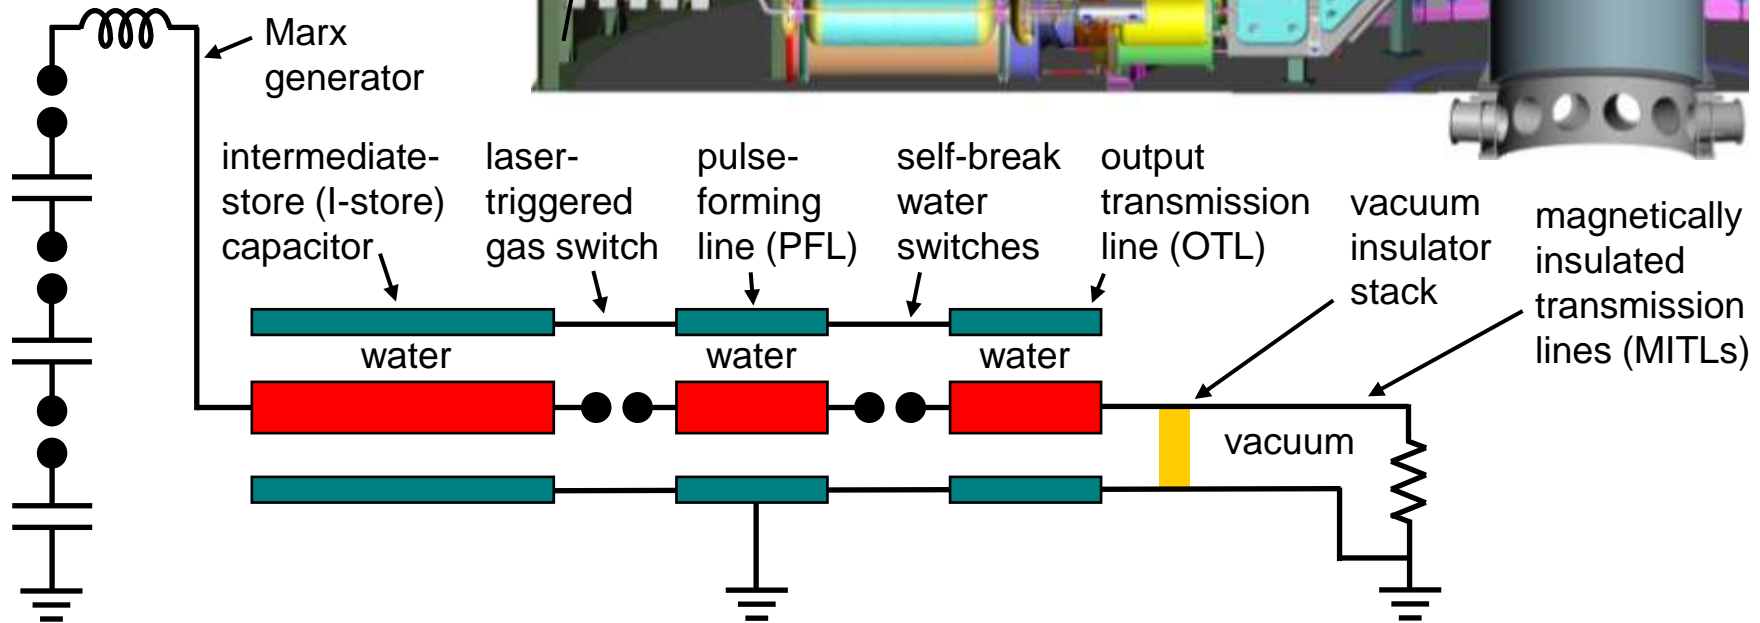 Marx
generator
intermediate-
store (I-store)
capacitor
laser-
triggered
gas switch
pulse-
forming
line (PFL)
self-break
water
switches
output
transmission
line (OTL)
vacuum
insulator
stack
magnetically
insulated
transmission
lines (MITLs)
water
water
water
vacuum